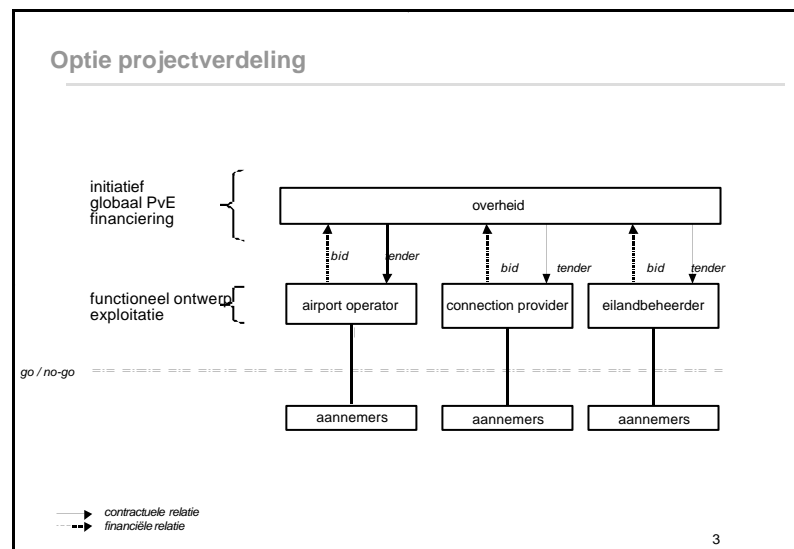 Optie projectverdeling
initiatief
globaal PvE
financiering
overheid
bid tender bid tender bid tender
functioneel ontwerp
exploitatie
airport operator connection provider eilandbeheerder
go / no-go
aannemers aannemers aannemers
contractuele relatie
financiële relatie
3